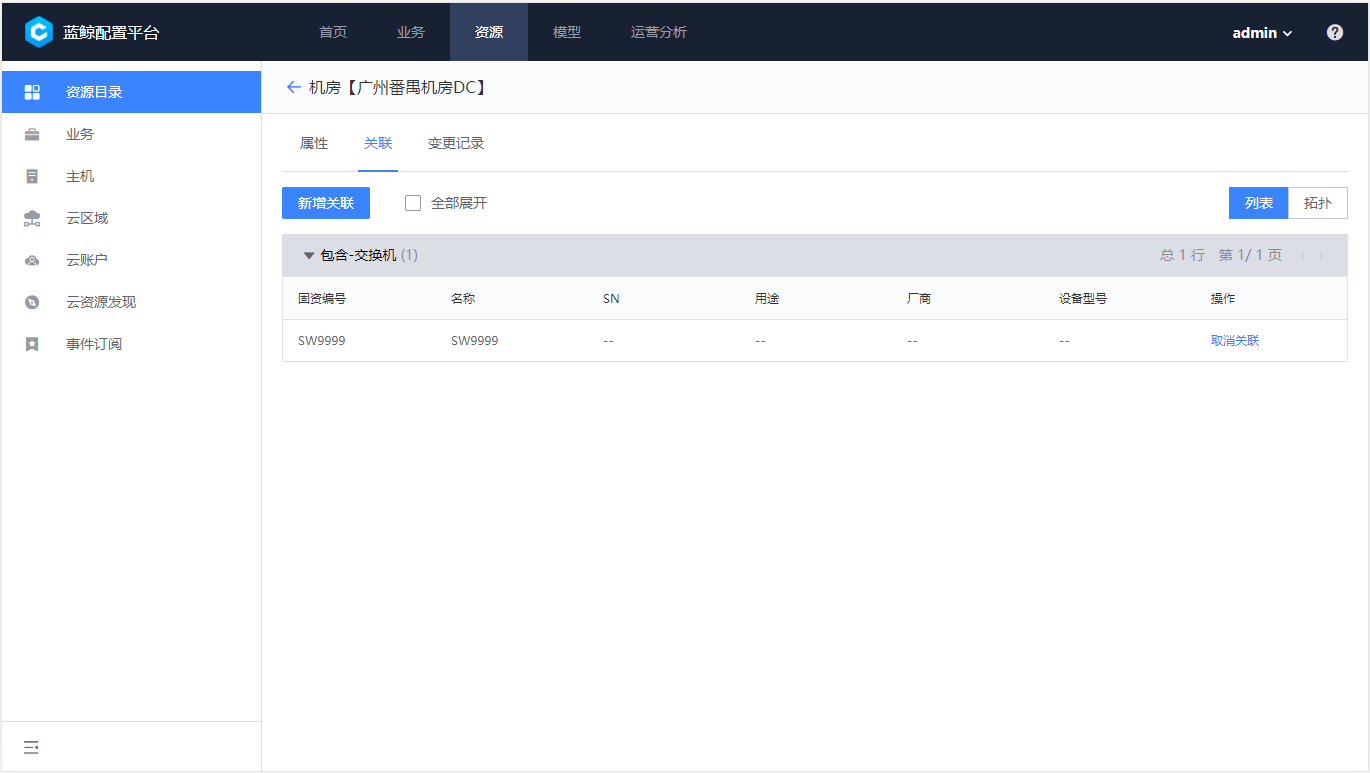 蓝鲸配置平台 首页 业务 资源 模型 运营分析 admin
资源目录
业务
主机
云区域
云账户
云资源发现
事件订阅
机房【广州番禺机房DC】
属性 关联 变更记录
新增关联 全部展开 列表 拓扑
包含-交换机 (1) 总 1 行 第 1/ 1 页
固资编号 名称 SN 用途 厂商 设备型号 操作
SW9999 SW9999 -- -- -- -- 取消关联